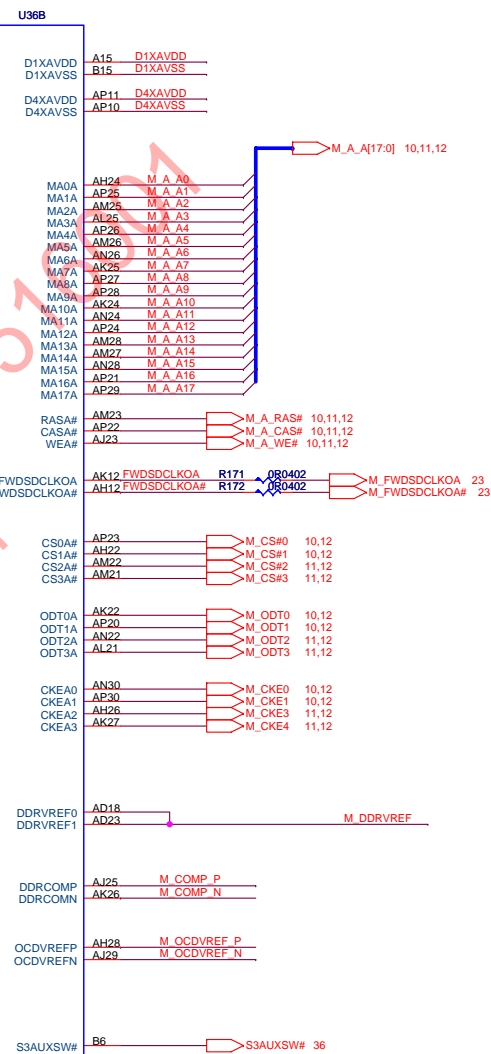 U36B
D1XAVDD A15 D1XAVDD
D1XAVSS B15 D1XAVSS
D4XAVDD AP11 D4XAVDD
D4XAVSS AP10 D4XAVSS
M_A_A[17:0] 10,11,12
MA0A AH24 M_A_A0
MA1A AP25 M_A_A1
MA2A AM25 M_A_A2
MA3A AL25 M_A_A3
MA4A AP26 M_A_A4
MA5A AM26 M_A_A5
MA6A AN26 M_A_A6
MA7A AK25 M_A_A7
MA8A AP27 M_A_A8
MA9A AP28 M_A_A9
MA10A AK24 M_A_A10
MA11A AN24 M_A_A11
MA12A AP24 M_A_A12
MA13A AM28 M_A_A13
MA14A AM27 M_A_A14
MA15A AN28 M_A_A15
MA16A AP21 M_A_A16
MA17A AP29 M_A_A17
RASA# AM23 M_A_RAS# 10,11,12
CASA# AP22 M_A_CAS# 10,11,12
WEA# AJ23 M_A_WE# 10,11,12
FWDSDCLKOA AK12 FWDSDCLKOA R171 0R0402 M_FWDSDCLKOA 23
WDSDCLKOA# AH12 FWDSDCLKOA# R172 0R0402 M_FWDSDCLKOA# 23
CS0A# AP23 M_CS#0 10,12
CS1A# AH22 M_CS#1 10,12
CS2A# AM22 M_CS#2 11,12
CS3A# AM21 M_CS#3 11,12
ODT0A AK22 M_ODT0 10,12
ODT1A AP20 M_ODT1 10,12
ODT2A AN22 M_ODT2 11,12
ODT3A AL21 M_ODT3 11,12
CKEA0 AN30 M_CKE0 10,12
CKEA1 AP30 M_CKE1 10,12
CKEA2 AH26 M_CKE3 11,12
CKEA3 AK27 M_CKE4 11,12
DDRVREF0 AD18
DDRVREF1 AD23 M_DDRVREF
DDRCOMP AJ25 M_COMP_P
DDRCOMN AK26 M_COMP_N
OCDVREFP AH28 M_OCDVREF_P
OCDVREFN AJ29 M_OCDVREF_N
S3AUXSW# B6 S3AUXSW# 36